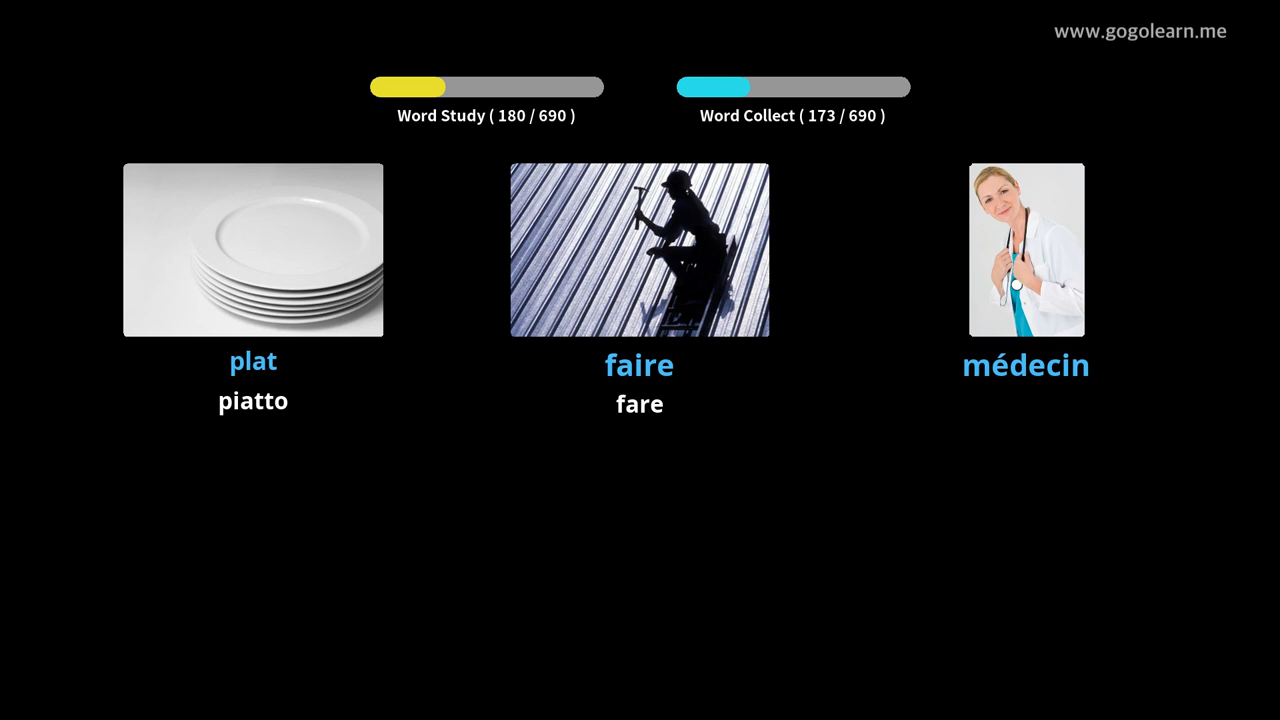 www.gogolearn.me
Word Study ( 180 / 690 )
Word Collect ( 173 / 690 )
plat
piatto
faire
fare
médecin